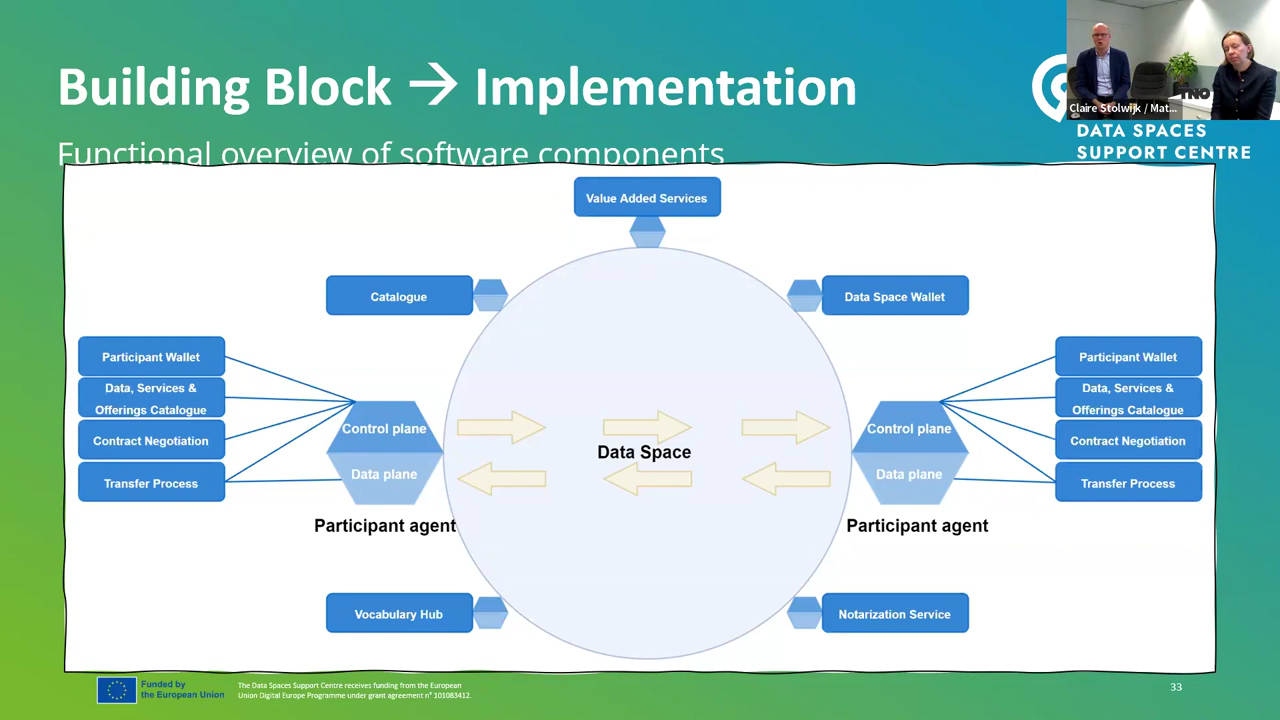 Building Block → Implementation
Functional overview of software components
Claire Stolwijk / Mat...
TNO
DATA SPACES
SUPPORT CENTRE
Value Added Services
Catalogue
Data Space Wallet
Participant Wallet
Data, Services &
Offerings Catalogue
Contract Negotiation
Transfer Process
Control plane
Data plane
Participant agent
Data Space
Control plane
Data plane
Participant agent
Participant Wallet
Data, Services &
Offerings Catalogue
Contract Negotiation
Transfer Process
Vocabulary Hub
Notarization Service
Funded by
the European Union
The Data Spaces Support Centre receives funding from the European
Union Digital Europe Programme under grant agreement n° 101083412.
33